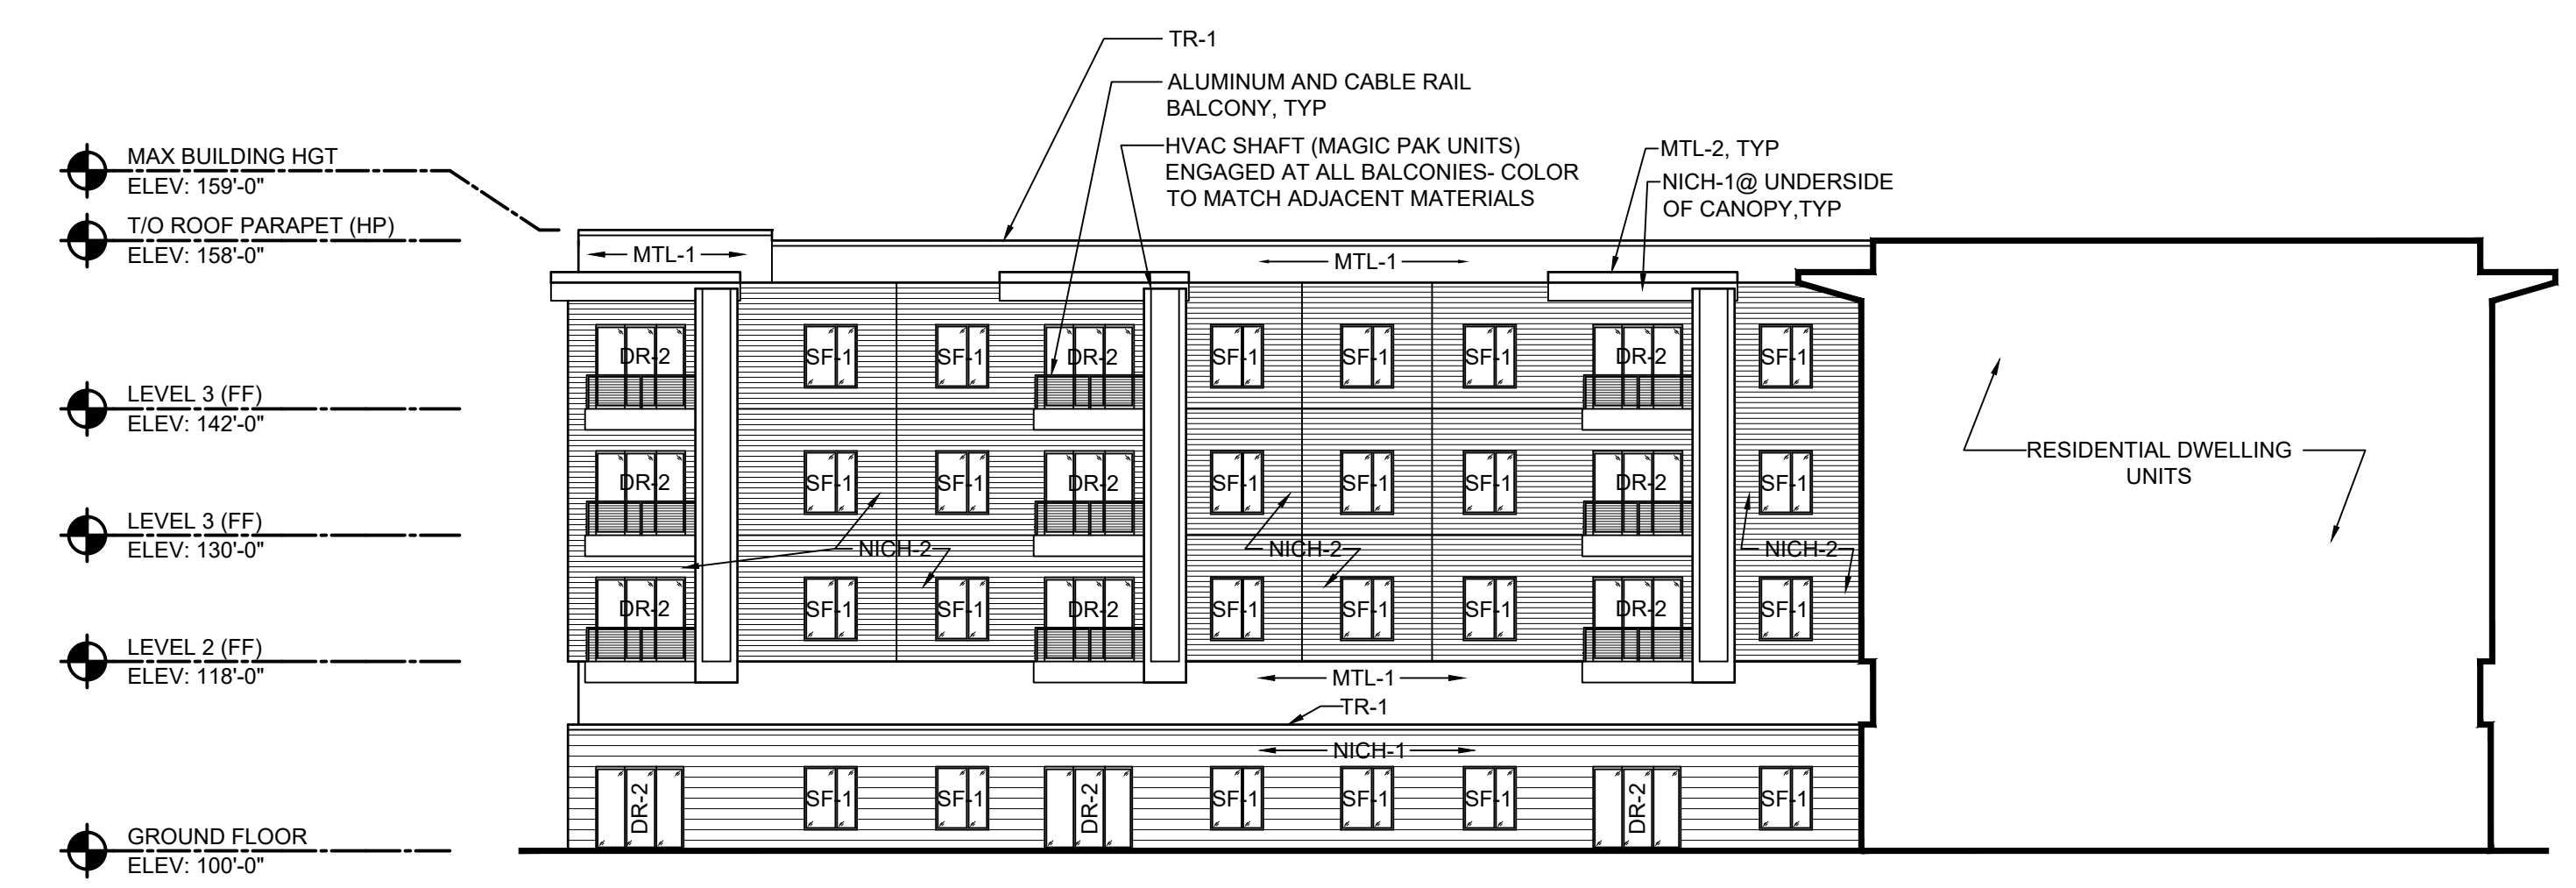 TR-1
ALUMINUM AND CABLE RAIL
BALCONY, TYP
HVAC SHAFT (MAGIC PAK UNITS)
ENGAGED AT ALL BALCONIES- COLOR
TO MATCH ADJACENT MATERIALS
MTL-2, TYP
NICH-1@ UNDERSIDE
OF CANOPY,TYP
MAX BUILDING HGT
ELEV: 159'-0"
T/O ROOF PARAPET (HP)
ELEV: 158'-0"
MTL-1
MTL-1
DR-2
SF-1
SF-1
DR-2
SF-1
SF-1
SF-1
DR-2
SF-1
LEVEL 3 (FF)
ELEV: 142'-0"
RESIDENTIAL DWELLING
UNITS
DR-2
SF-1
SF-1
DR-2
SF-1
SF-1
SF-1
DR-2
SF-1
LEVEL 3 (FF)
ELEV: 130'-0"
NICH-2
NICH-2
NICH-2
DR-2
SF-1
SF-1
DR-2
SF-1
SF-1
SF-1
DR-2
SF-1
LEVEL 2 (FF)
ELEV: 118'-0"
MTL-1
TR-1
NICH-1
DR-2
SF-1
SF-1
DR-2
SF-1
SF-1
SF-1
DR-2
SF-1
GROUND FLOOR
ELEV: 100'-0"